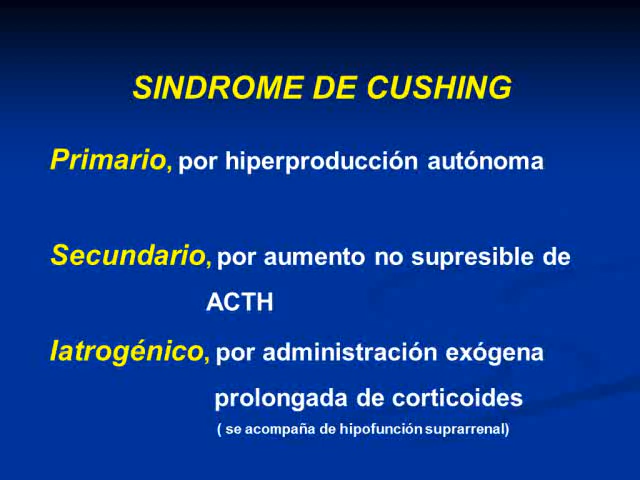 SINDROME DE CUSHING
Primario, por hiperproducción autónoma
Secundario, por aumento no supresible de
ACTH
Iatrogénico, por administración exógena
prolongada de corticoides
( se acompaña de hipofunción suprarrenal)